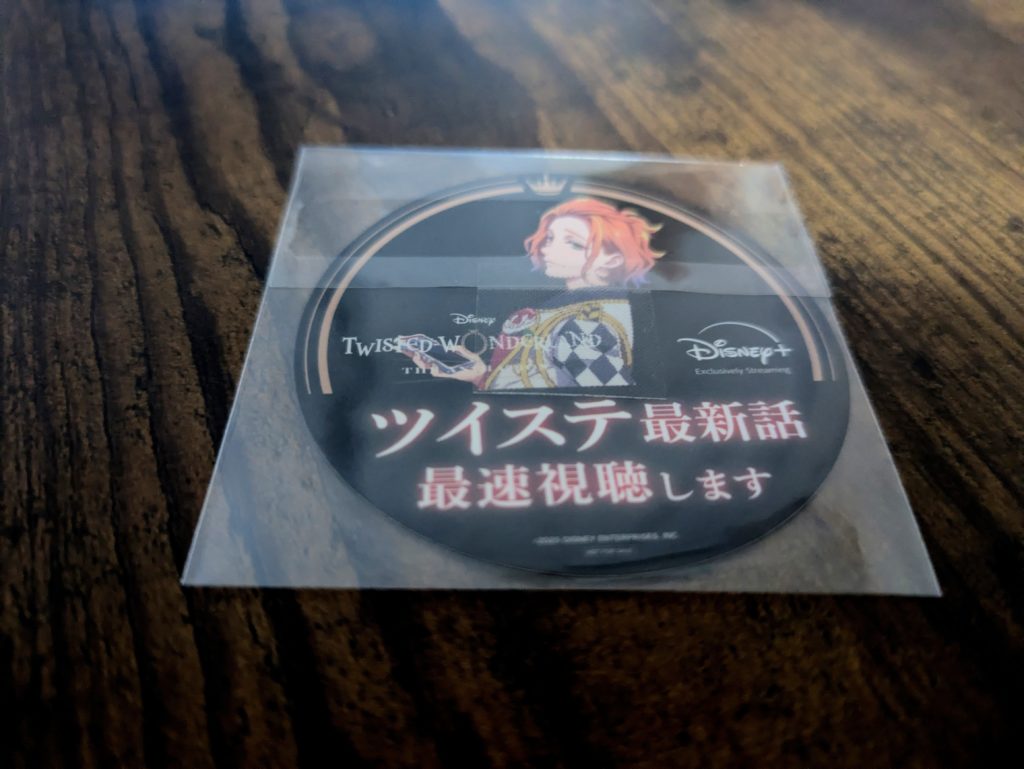 Disney
TWISTED-WONDERLAND
TH
Disney+
Exclusively Streaming
ツイステ最新話
最速視聴します
©2025 DISNEY ENTERPRISES, INC.